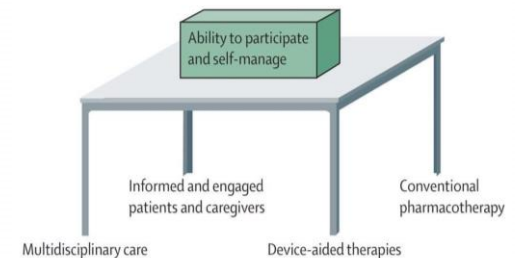 Ability to participate
and self-manage
Informed and engaged
patients and caregivers
Conventional
pharmacotherapy
Multidisciplinary care
Device-aided therapies